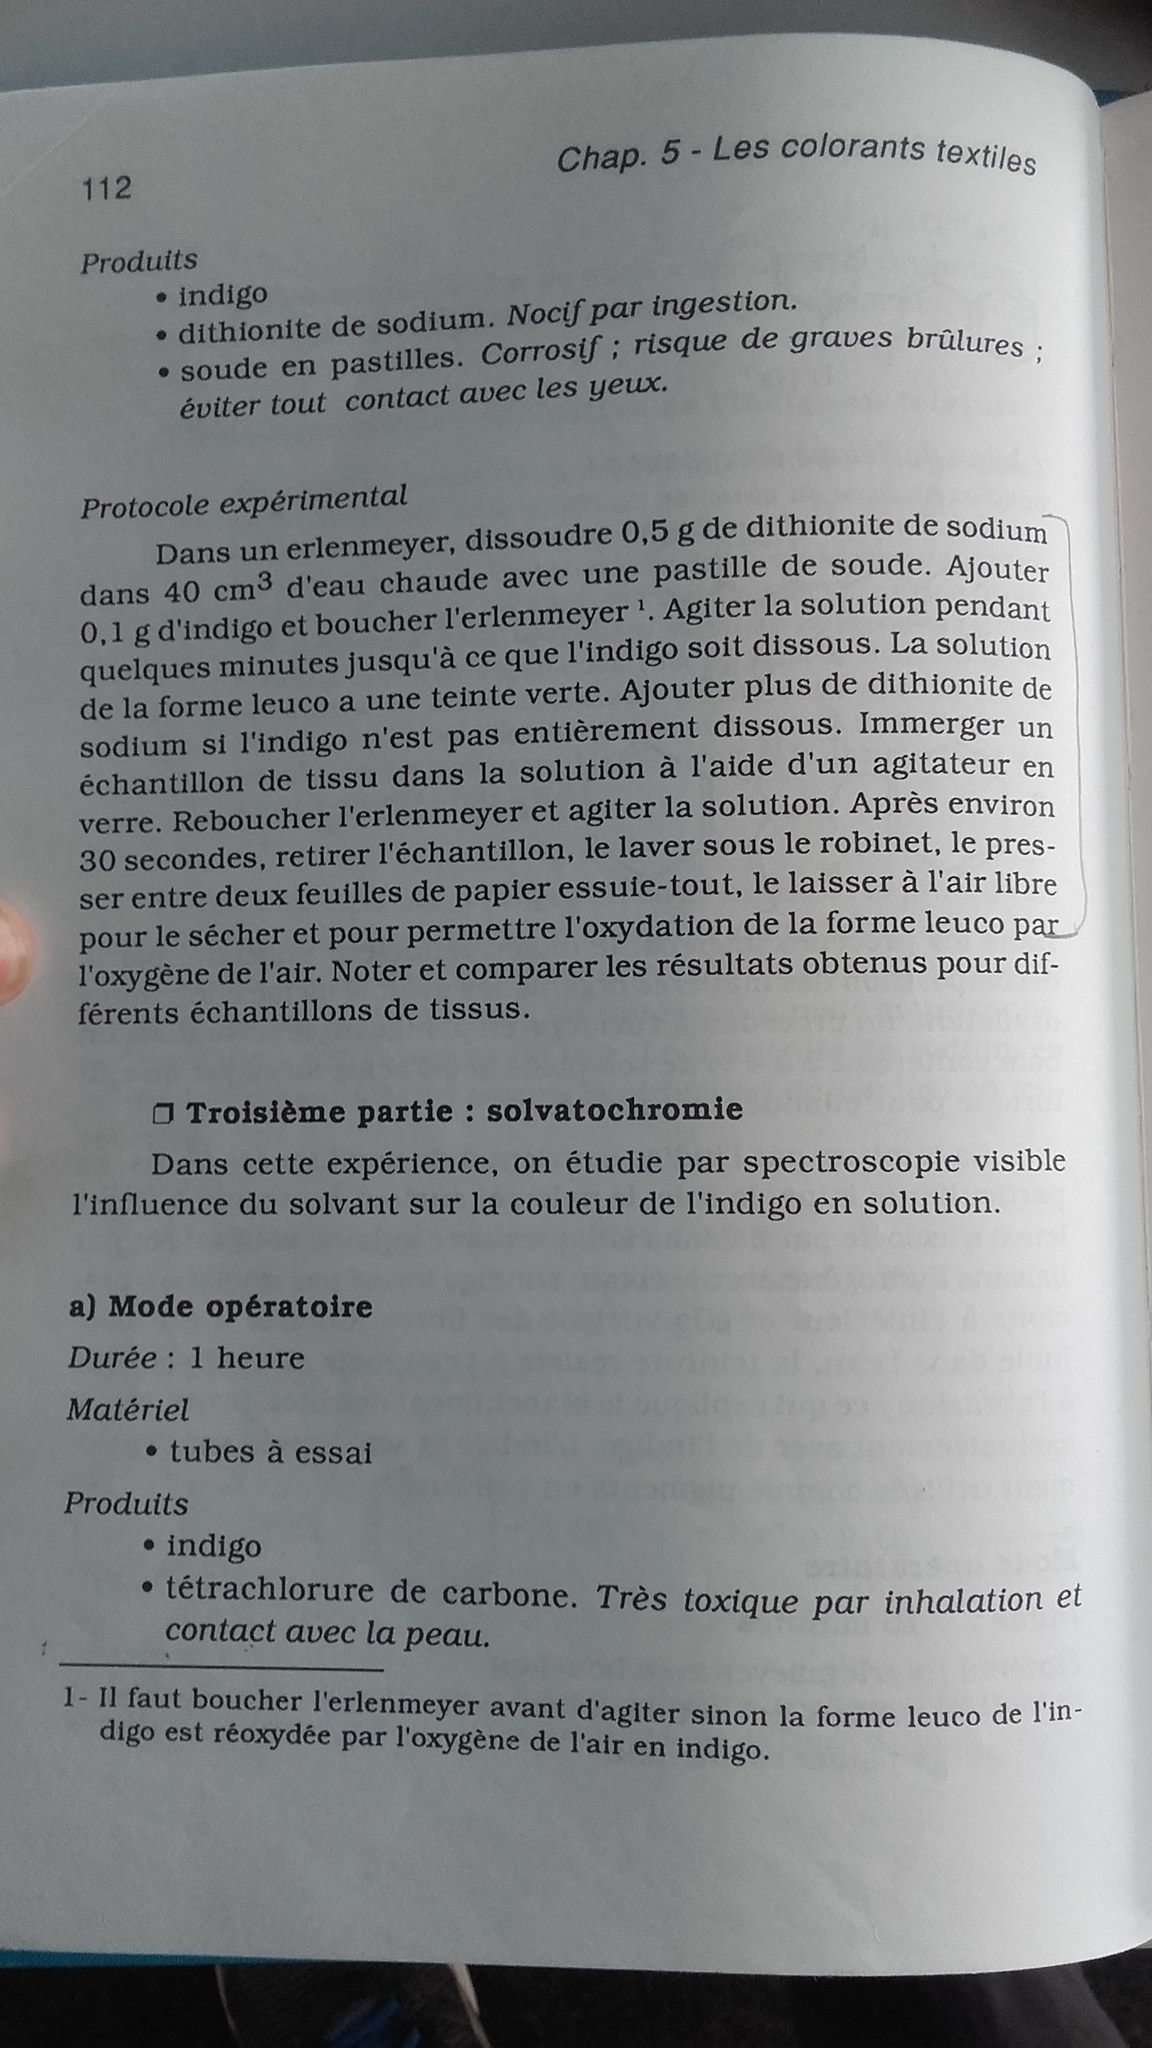 Chap. 5 - Les colorants textiles
112
Produits
• indigo
• dithionite de sodium. Nocif par ingestion.
• soude en pastilles. Corrosif ; risque de graves brûlures ;
éviter tout contact avec les yeux.
Protocole expérimental
Dans un erlenmeyer, dissoudre 0,5 g de dithionite de sodium
dans 40 cm³ d'eau chaude avec une pastille de soude. Ajouter
0,1 g d'indigo et boucher l'erlenmeyer ¹. Agiter la solution pendant
quelques minutes jusqu'à ce que l'indigo soit dissous. La solution
de la forme leuco a une teinte verte. Ajouter plus de dithionite de
sodium si l'indigo n'est pas entièrement dissous. Immerger un
échantillon de tissu dans la solution à l'aide d'un agitateur en
verre. Reboucher l'erlenmeyer et agiter la solution. Après environ
30 secondes, retirer l'échantillon, le laver sous le robinet, le pres-
ser entre deux feuilles de papier essuie-tout, le laisser à l'air libre
pour le sécher et pour permettre l'oxydation de la forme leuco par
l'oxygène de l'air. Noter et comparer les résultats obtenus pour dif-
férents échantillons de tissus.
❒ Troisième partie : solvatochromie
Dans cette expérience, on étudie par spectroscopie visible
l'influence du solvant sur la couleur de l'indigo en solution.
a) Mode opératoire
Durée : 1 heure
Matériel
• tubes à essai
Produits
• indigo
• tétrachlorure de carbone. Très toxique par inhalation et
contact avec la peau.
1- Il faut boucher l'erlenmeyer avant d'agiter sinon la forme leuco de l'in-
digo est réoxydée par l'oxygène de l'air en indigo.